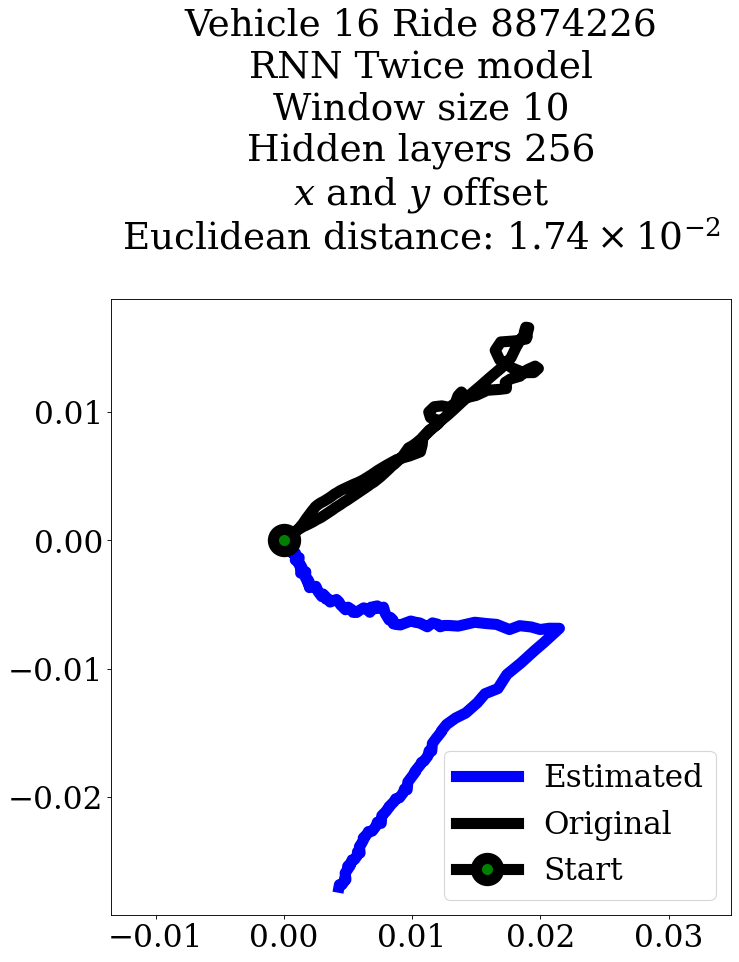 Vehicle 16 Ride 8874226
RNN Twice model
Window size 10
Hidden layers 256
x and y offset
Euclidean distance: 1.74 × 10⁻²
0.01
0.00
−0.01
−0.02
Estimated
Original
Start
−0.01 0.00 0.01 0.02 0.03